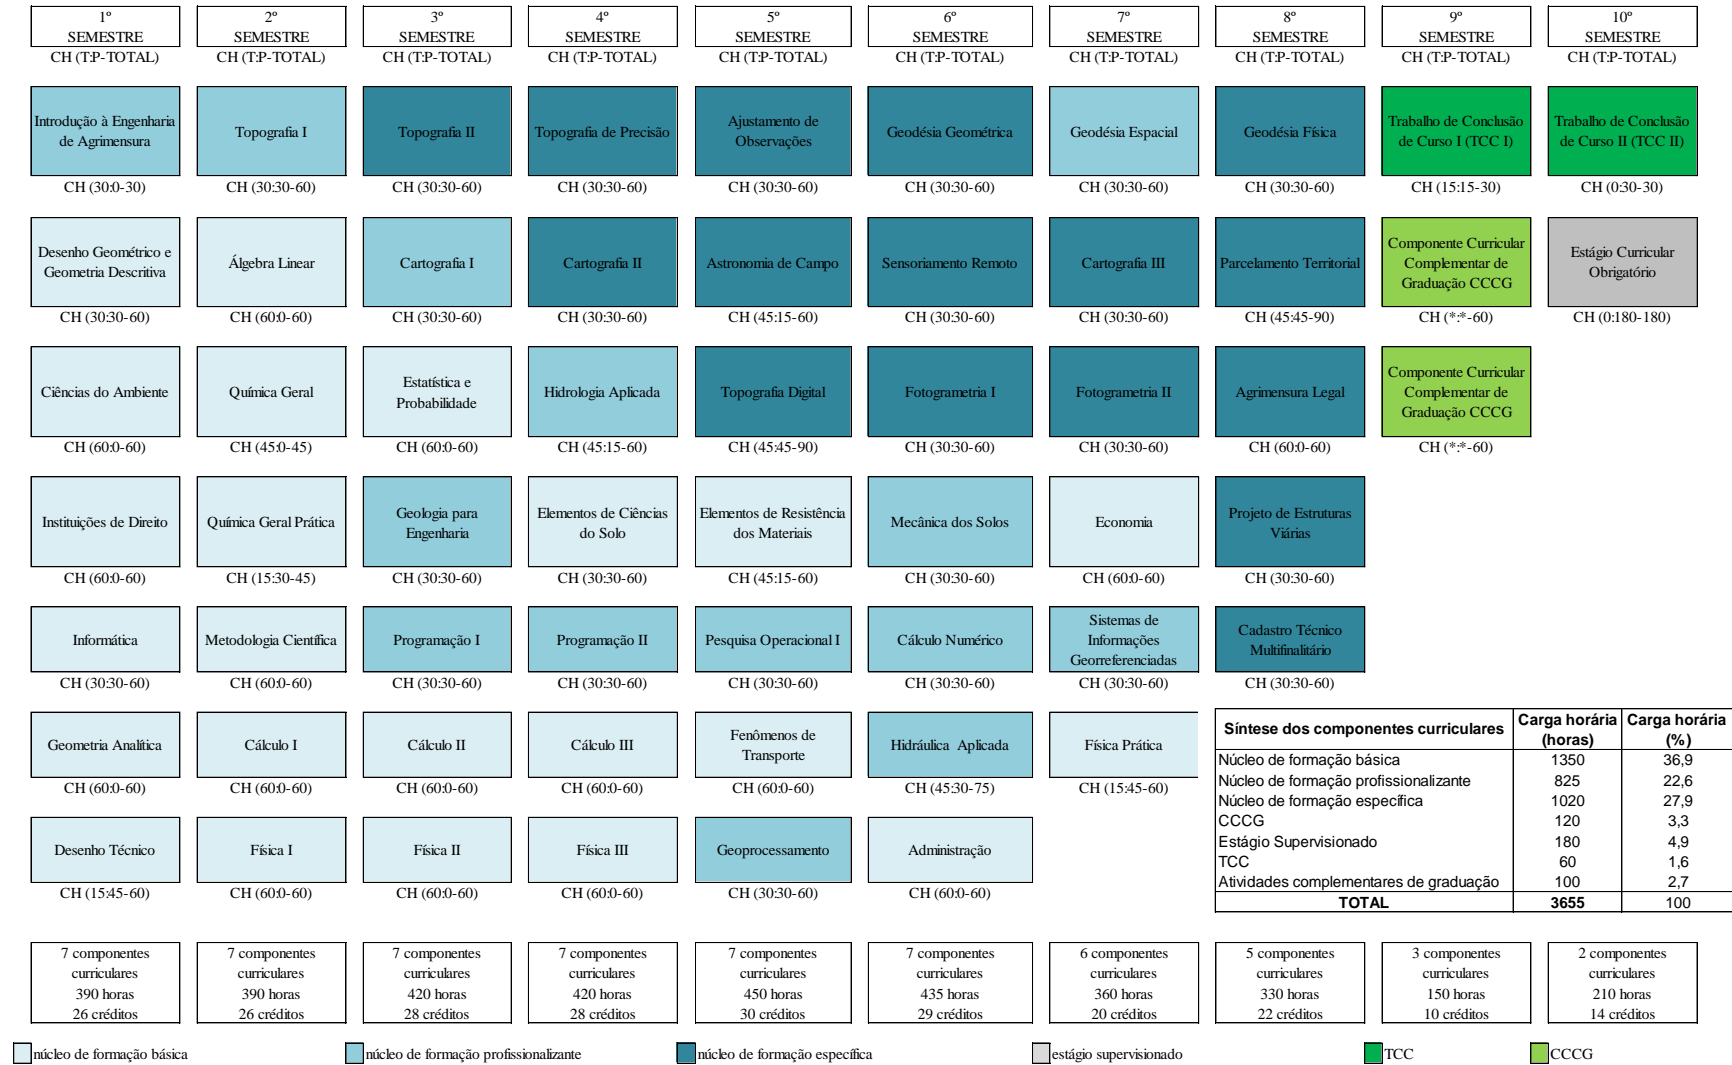 1º
SEMESTRE
CH (T:P-TOTAL)
2º
SEMESTRE
CH (T:P-TOTAL)
3º
SEMESTRE
CH (T:P-TOTAL)
4º
SEMESTRE
CH (T:P-TOTAL)
5º
SEMESTRE
CH (T:P-TOTAL)
6º
SEMESTRE
CH (T:P-TOTAL)
7º
SEMESTRE
CH (T:P-TOTAL)
8º
SEMESTRE
CH (T:P-TOTAL)
9º
SEMESTRE
CH (T:P-TOTAL)
10º
SEMESTRE
CH (T:P-TOTAL)
Introdução à Engenharia
de Agrimensura
CH (30:0-30)
Topografia I
CH (30:30-60)
Topografia II
CH (30:30-60)
Topografia de Precisão
CH (30:30-60)
Ajustamento de
Observações
CH (30:30-60)
Geodésia Geométrica
CH (30:30-60)
Geodésia Espacial
CH (30:30-60)
Geodésia Física
CH (30:30-60)
Trabalho de Conclusão
de Curso I (TCC I)
CH (15:15-30)
Trabalho de Conclusão
de Curso II (TCC II)
CH (0:30-30)
Desenho Geométrico e
Geometria Descritiva
CH (30:30-60)
Álgebra Linear
CH (60:0-60)
Cartografia I
CH (30:30-60)
Cartografia II
CH (30:30-60)
Astronomia de Campo
CH (45:15-60)
Sensoriamento Remoto
CH (30:30-60)
Cartografia III
CH (30:30-60)
Parcelamento Territorial
CH (45:45-90)
Componente Curricular
Complementar de
Graduação CCCG
CH (*:*-60)
Estágio Curricular
Obrigatório
CH (0:180-180)
Ciências do Ambiente
CH (60:0-60)
Química Geral
CH (45:0-45)
Estatística e
Probabilidade
CH (60:0-60)
Hidrologia Aplicada
CH (45:15-60)
Topografia Digital
CH (45:45-90)
Fotogrametria I
CH (30:30-60)
Fotogrametria II
CH (30:30-60)
Agrimensura Legal
CH (60:0-60)
Componente Curricular
Complementar de
Graduação CCCG
CH (*:*-60)
Instituições de Direito
CH (60:0-60)
Química Geral Prática
CH (15:30-45)
Geologia para
Engenharia
CH (30:30-60)
Elementos de Ciências
do Solo
CH (30:30-60)
Elementos de Resistência
dos Materiais
CH (45:15-60)
Mecânica dos Solos
CH (30:30-60)
Economia
CH (60:0-60)
Projeto de Estruturas
Viárias
CH (30:30-60)
Informática
CH (30:30-60)
Metodologia Científica
CH (60:0-60)
Programação I
CH (30:30-60)
Programação II
CH (30:30-60)
Pesquisa Operacional I
CH (30:30-60)
Cálculo Numérico
CH (30:30-60)
Sistemas de
Informações
Georreferenciadas
CH (30:30-60)
Cadastro Técnico
Multifinalitário
CH (30:30-60)
Geometria Analítica
CH (60:0-60)
Cálculo I
CH (60:0-60)
Cálculo II
CH (60:0-60)
Cálculo III
CH (60:0-60)
Fenômenos de
Transporte
CH (60:0-60)
Hidráulica Aplicada
CH (45:30-75)
Física Prática
CH (15:45-60)
Desenho Técnico
CH (15:45-60)
Física I
CH (60:0-60)
Física II
CH (60:0-60)
Física III
CH (60:0-60)
Geoprocessamento
CH (30:30-60)
Administração
CH (60:0-60)
Síntese dos componentes curriculares Carga horária (horas) Carga horária (%)
Núcleo de formação básica 1350 36,9
Núcleo de formação profissionalizante 825 22,6
Núcleo de formação específica 1020 27,9
CCCG 120 3,3
Estágio Supervisionado 180 4,9
TCC 60 1,6
Atividades complementares de graduação 100 2,7
TOTAL 3655 100
7 componentes
curriculares
390 horas
26 créditos
7 componentes
curriculares
390 horas
26 créditos
7 componentes
curriculares
420 horas
28 créditos
7 componentes
curriculares
420 horas
28 créditos
7 componentes
curriculares
450 horas
30 créditos
7 componentes
curriculares
435 horas
29 créditos
6 componentes
curriculares
360 horas
20 créditos
5 componentes
curriculares
330 horas
22 créditos
3 componentes
curriculares
150 horas
10 créditos
2 componentes
curriculares
210 horas
14 créditos
núcleo de formação básica
núcleo de formação profissionalizante
núcleo de formação específica
estágio supervisionado
TCC
CCCG